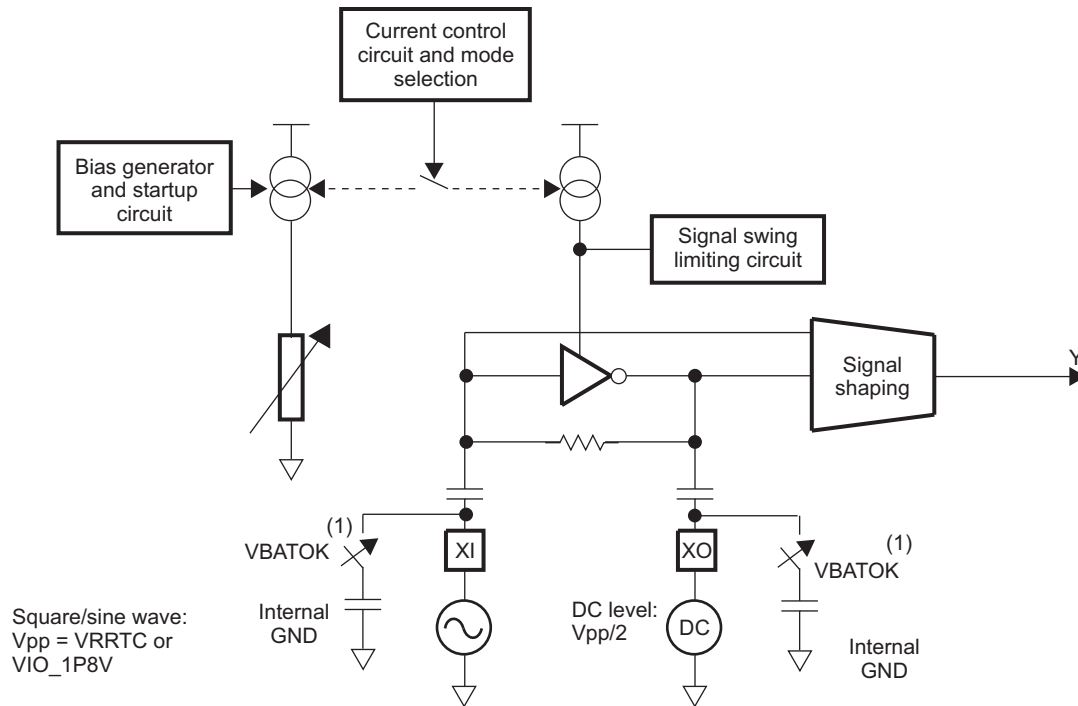 Current control
circuit and mode
selection
Bias generator
and startup
circuit
Signal swing
limiting circuit
Signal
shaping
Y
(1)
VBATOK
XI
XO
(1)
VBATOK
Internal
GND
Square/sine wave:
Vpp = VRRTC or
VIO_1P8V
DC level:
Vpp/2
DC
Internal
GND